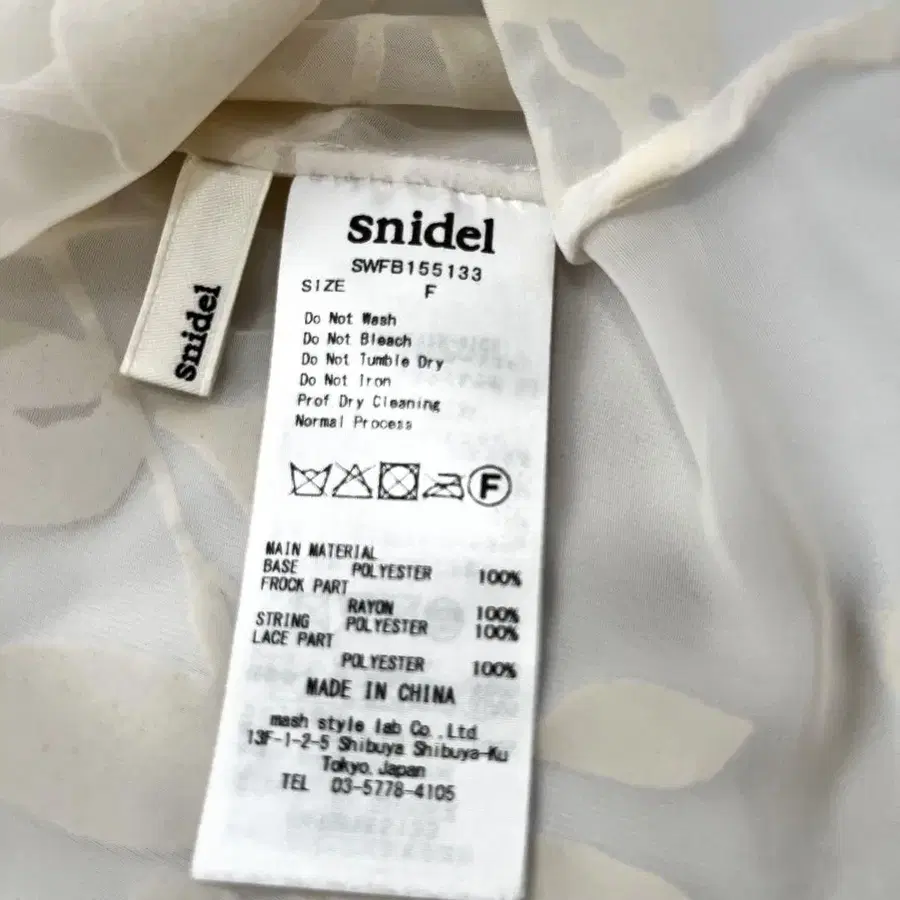 snidel
snidel
SWFB155133
SIZE F
Do Not Wash
Do Not Bleach
Do Not Tumble Dry
Do Not Iron
Prof Dry Cleaning
Normal Process
F
MAIN MATERIAL
BASE POLYESTER 100%
FROCK PART
RAYON 100%
STRING POLYESTER 100%
LACE PART
POLYESTER 100%
MADE IN CHINA
mash style lab Co.,Ltd
13F-1-2-5 Shibuya Shibuya-Ku
Tokyo.Japan
TEL 03-5778-4105